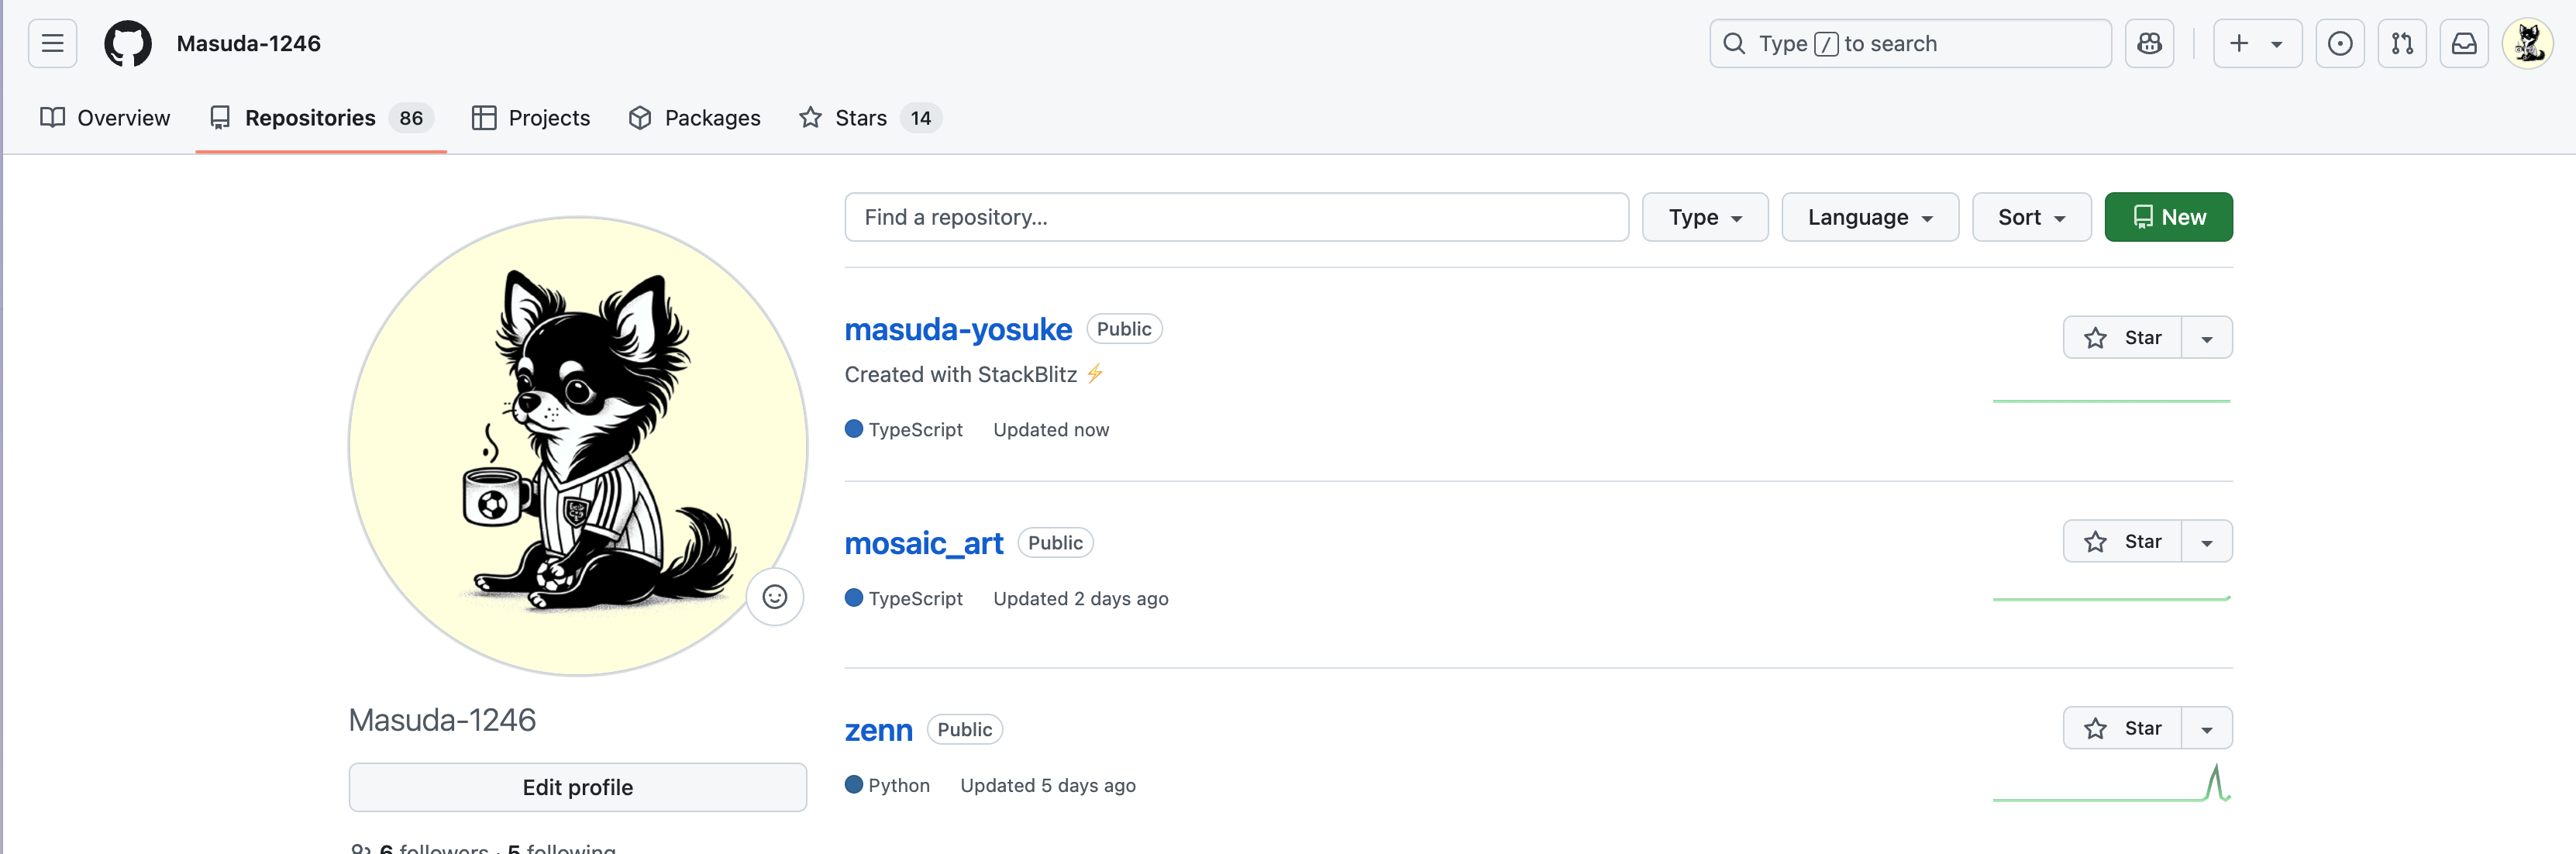 Masuda-1246
Type / to search
Overview
Repositories 86
Projects
Packages
Stars 14
Find a repository...
Type
Language
Sort
New
masuda-yosuke Public
Star
Created with StackBlitz ⚡
TypeScript Updated now
mosaic_art Public
Star
TypeScript Updated 2 days ago
zenn Public
Star
Python Updated 5 days ago
Masuda-1246
Edit profile
6 followers · 5 following